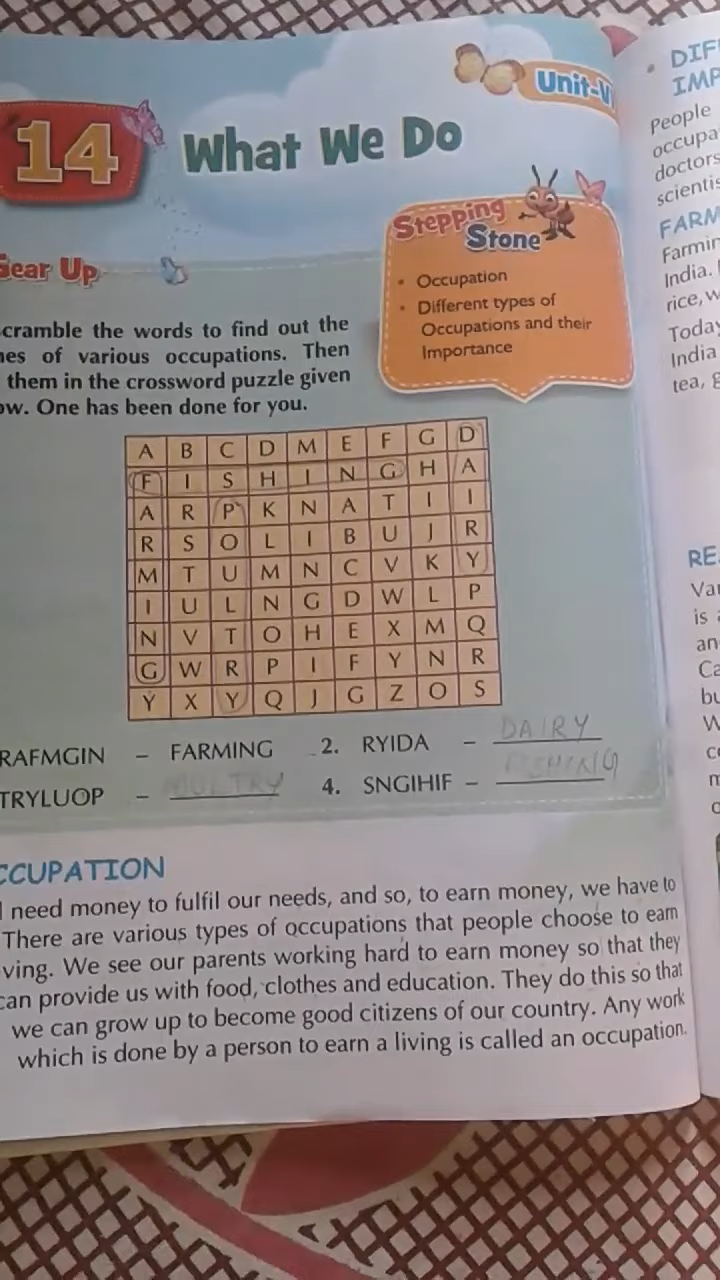 14 What We Do
Unit-V
Stepping
Stone
• Occupation
• Different types of
Occupations and their
Importance
Gear Up
cramble the words to find out the
nes of various occupations. Then
them in the crossword puzzle given
ow. One has been done for you.
A B C D M E F G D
F I S H I N G H A
A R P K N A T I I
R S O L I B U J R
M T U M N C V K Y
I U L N G D W L P
N V T O H E X M Q
G W R P I F Y N R
Y X Y Q J G Z O S
RAFMGIN – FARMING 2. RYIDA – DAIRY
TRYLUOP – POULTRY 4. SNGIHIF – FISHING
CCUPATION
need money to fulfil our needs, and so, to earn money, we have to
There are various types of occupations that people choose to earn
ving. We see our parents working hard to earn money so that they
can provide us with food, clothes and education. They do this so that
we can grow up to become good citizens of our country. Any work
which is done by a person to earn a living is called an occupation.
• DIF
IMP
People
occupa
doctors
scientis
FARM
Farmin
India.
rice, w
Today
India
tea, g
RE
Var
is a
an
Ca
bu
W
co
m